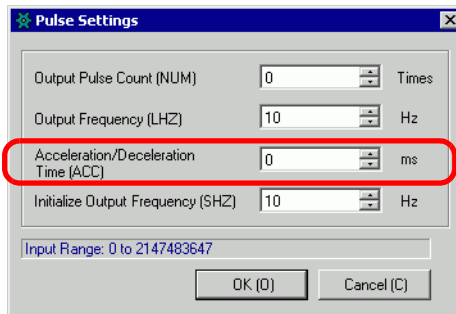 Pulse Settings
Output Pulse Count (NUM) 0 Times
Output Frequency (LHZ) 10 Hz
Acceleration/Deceleration
Time (ACC) 0 ms
Initialize Output Frequency (SHZ) 10 Hz
Input Range: 0 to 2147483647
OK (O) Cancel (C)